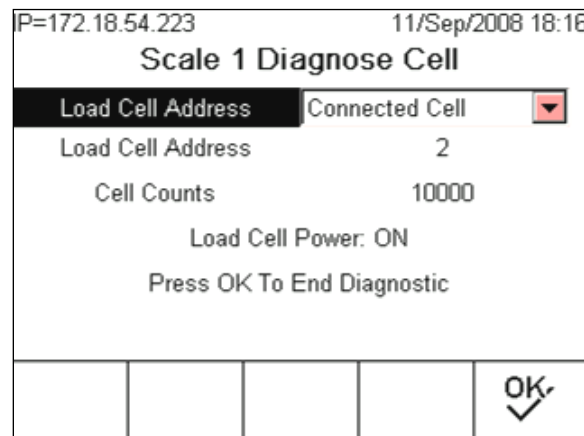 IP=172.18.54.223 11/Sep/2008 18:16
Scale 1 Diagnose Cell
Load Cell Address Connected Cell
Load Cell Address 2
Cell Counts 10000
Load Cell Power: ON
Press OK To End Diagnostic
OK